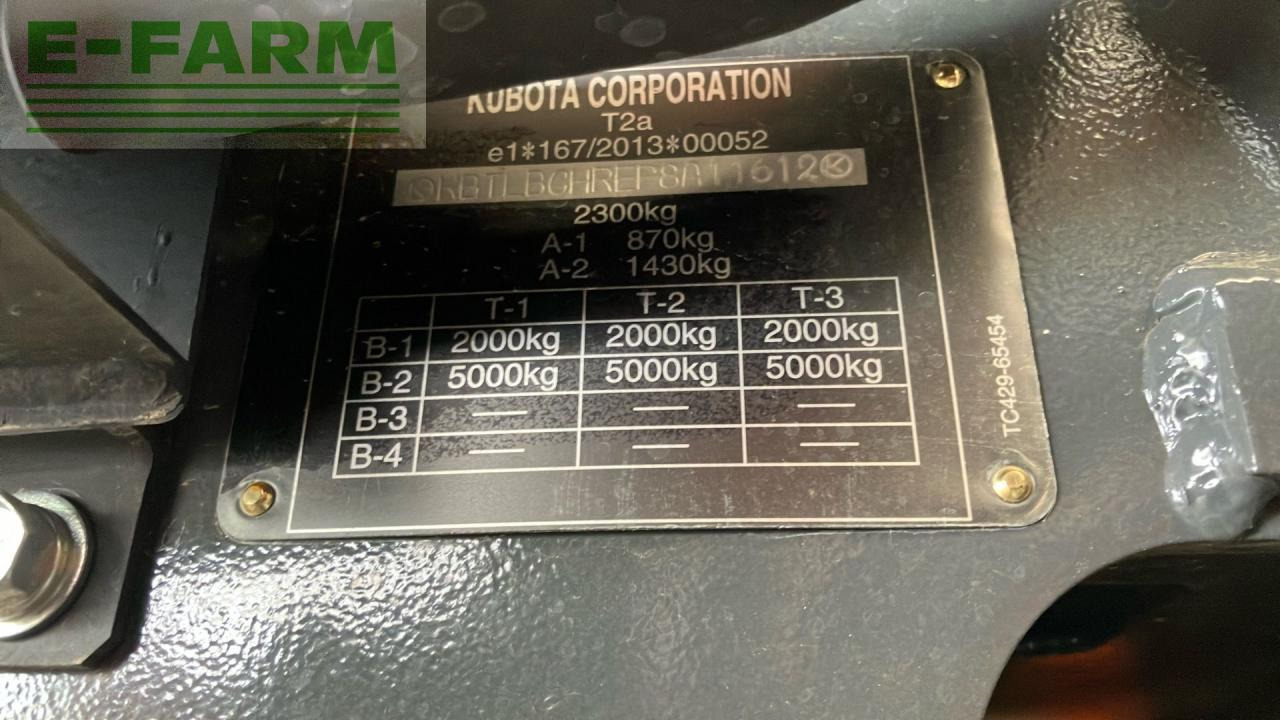 E-FARM
KUBOTA CORPORATION
T2a
e1*167/2013*00052
KBTLBCHREP8A11612
2300kg
A-1 870kg
A-2 1430kg
T-1 T-2 T-3
B-1 2000kg 2000kg 2000kg
B-2 5000kg 5000kg 5000kg
B-3 — — —
B-4 — — —
TC429-65454